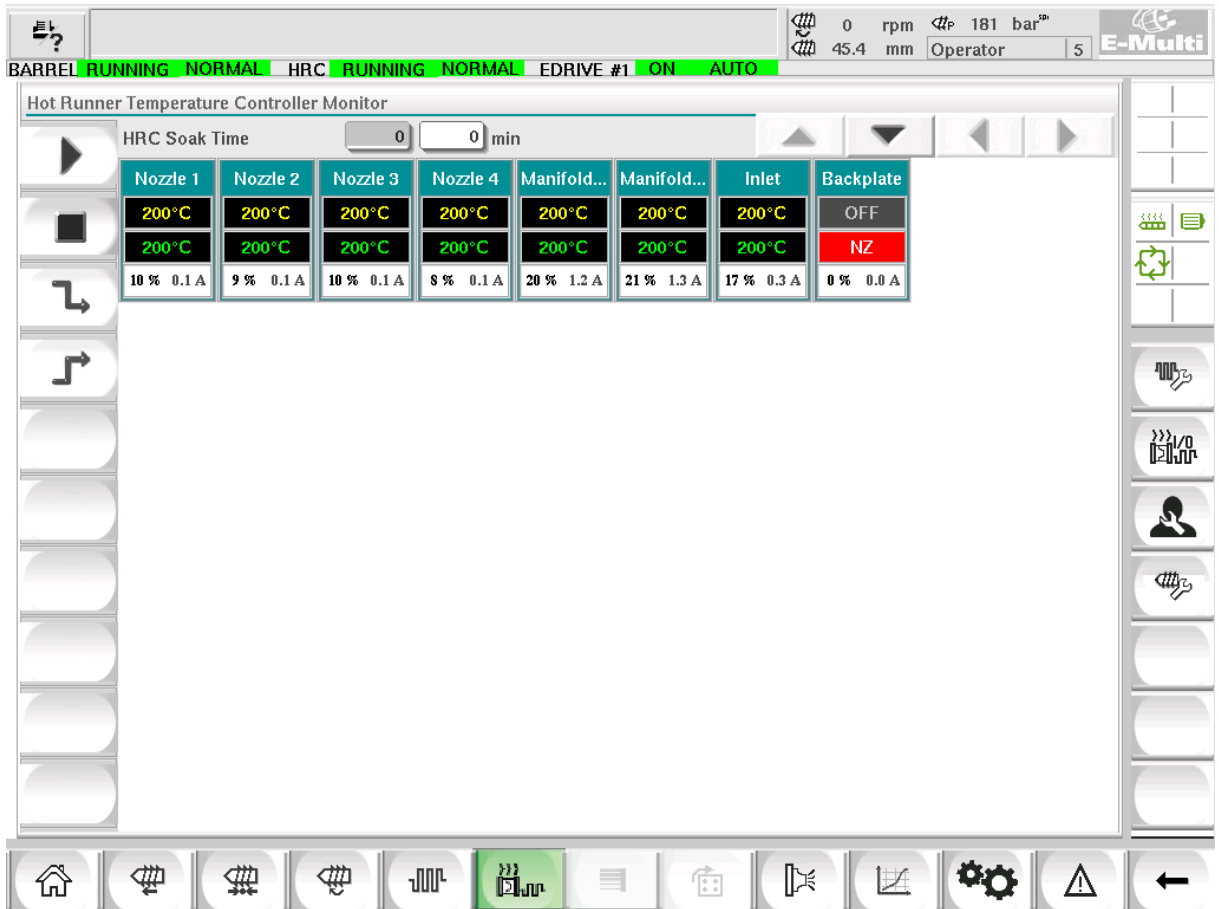 0 rpm P 181 bar sp.
45.4 mm Operator 5 E-Multi
BARREL RUNNING NORMAL HRC RUNNING NORMAL EDRIVE #1 ON AUTO
Hot Runner Temperature Controller Monitor
HRC Soak Time 0 0 min
Nozzle 1 Nozzle 2 Nozzle 3 Nozzle 4 Manifold... Manifold... Inlet Backplate
200°C 200°C 200°C 200°C 200°C 200°C 200°C OFF
200°C 200°C 200°C 200°C 200°C 200°C 200°C NZ
10 % 0.1 A 9 % 0.1 A 10 % 0.1 A 8 % 0.1 A 20 % 1.2 A 21 % 1.3 A 17 % 0.3 A 0 % 0.0 A
I/O